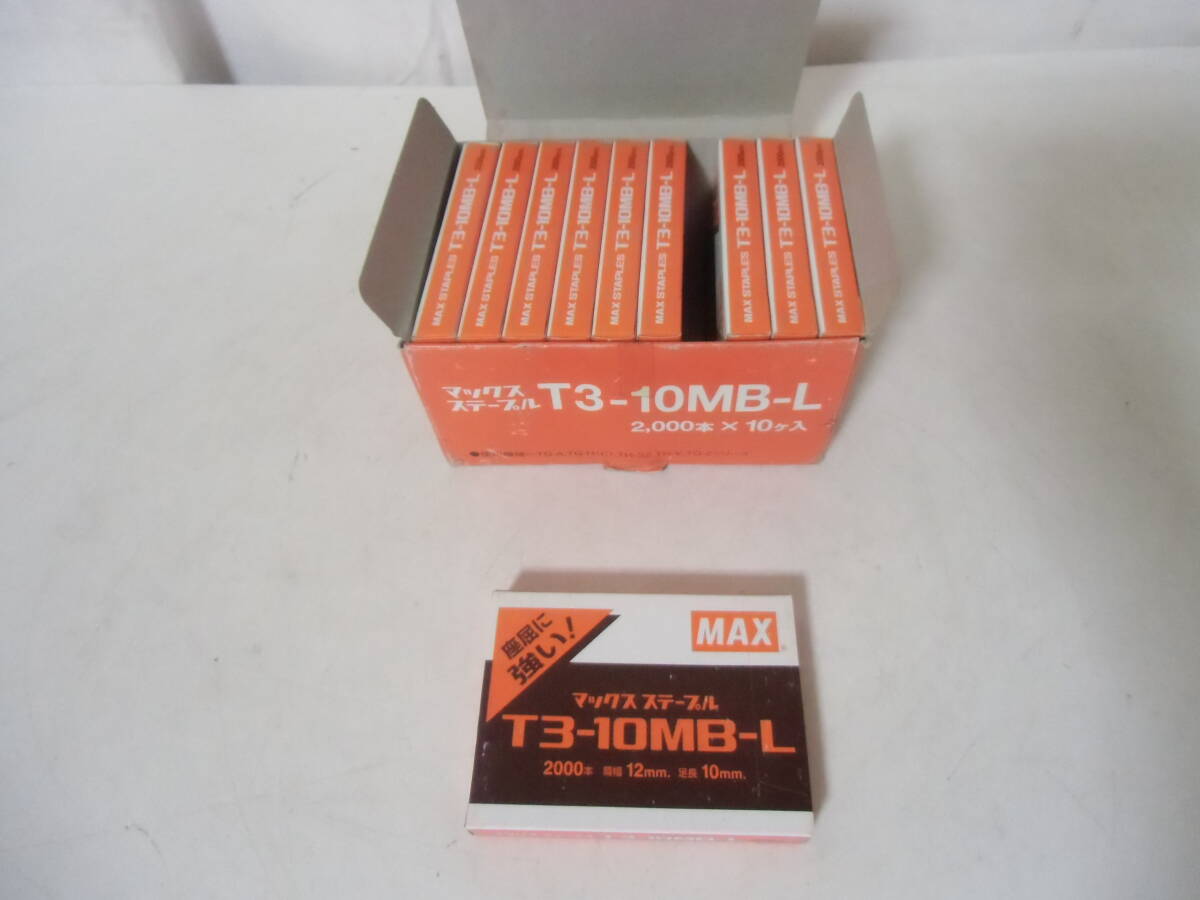 MAX STAPLES T3-10MB-L
MAX STAPLES T3-10MB-L
MAX STAPLES T3-10MB-L
MAX STAPLES T3-10MB-L
MAX STAPLES T3-10MB-L
MAX STAPLES T3-10MB-L
MAX STAPLES T3-10MB-L
MAX STAPLES T3-10MB-L
MAX STAPLES T3-10MB-L
マックス
ステープル T3-10MB-L
2,000本 × 10ケ入
座屈に
強い!
MAX
マックス ステープル
T3-10MB-L
2000本 肩幅 12mm. 足長 10mm.